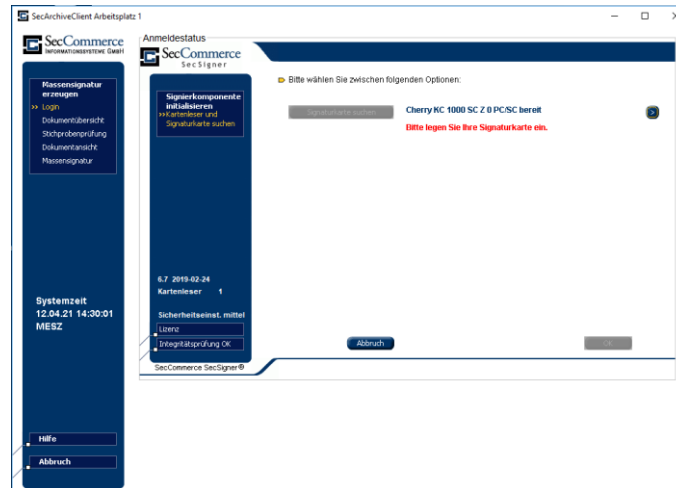 SecArchiveClient Arbeitsplatz 1
SecCommerce
INFORMATIONSSYSTEME GMBH
Massensignatur
erzeugen
>> Login
Dokumentübersicht
Stichprobenprüfung
Dokumentansicht
Massensignatur
Systemzeit
12.04.21 14:30:01
MESZ
Hilfe
Abbruch
Anmeldestatus
SecCommerce
SecSigner
Signierkomponente
initialisieren
>>Kartenleser und
Signaturkarte suchen
6.7 2019-02-24
Kartenleser 1
Sicherheitseinst. mittel
Lizenz
Integritätsprüfung OK
SecCommerce SecSigner®
Bitte wählen Sie zwischen folgenden Optionen:
Signaturkarte suchen
Cherry KC 1000 SC Z 0 PC/SC bereit
Bitte legen Sie Ihre Signaturkarte ein.
Abbruch
OK